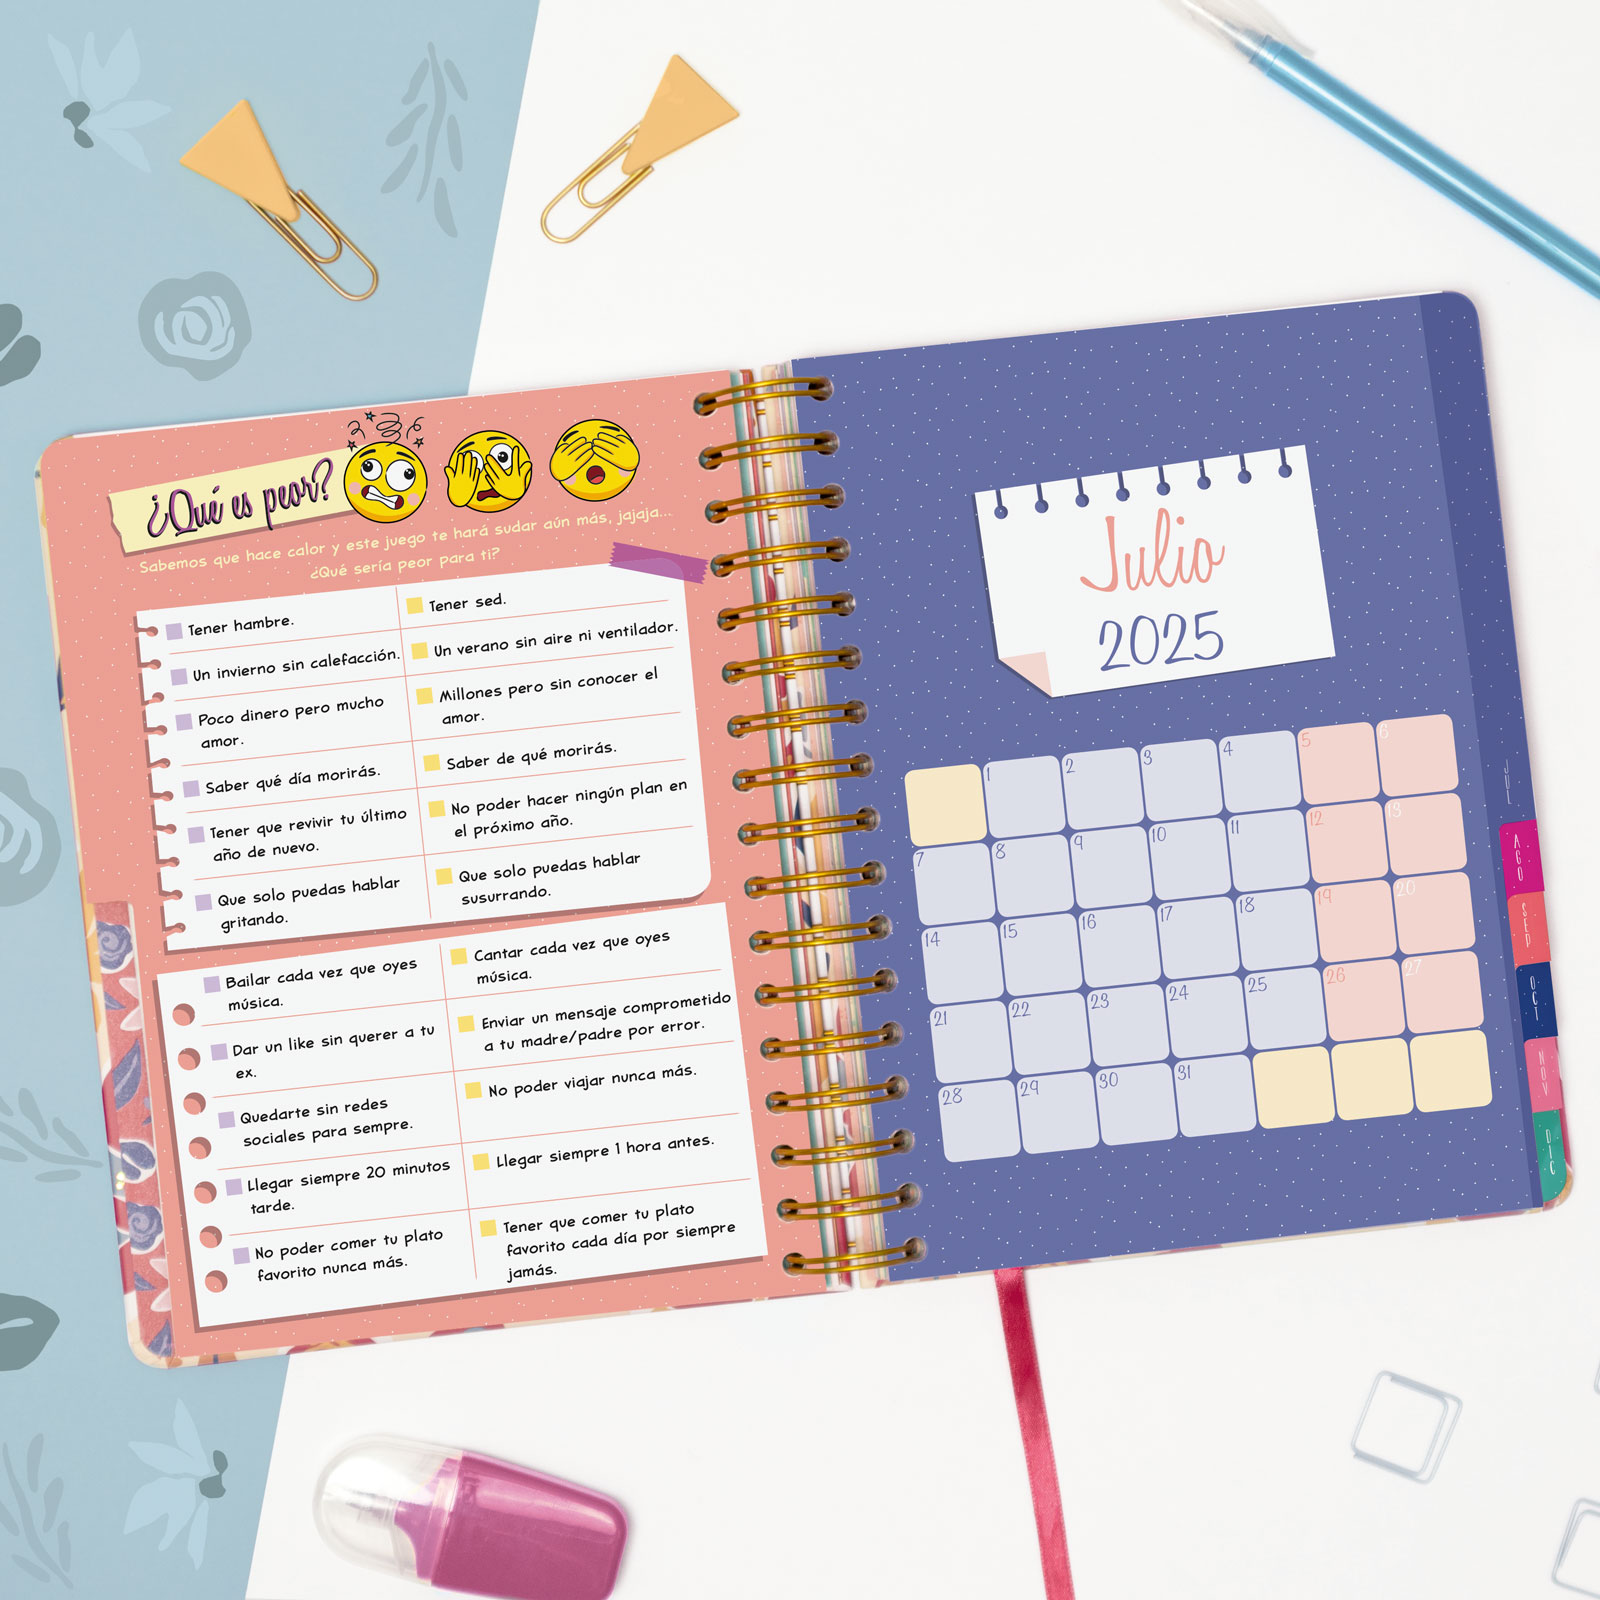 ¿Qué es peor?
Sabemos que hace calor y este juego te hará sudar aún más, jajaja...
¿Qué sería peor para ti?
Tener hambre.
Tener sed.
Un invierno sin calefacción.
Un verano sin aire ni ventilador.
Poco dinero pero mucho
amor.
Millones pero sin conocer el
amor.
Saber qué día morirás.
Saber de qué morirás.
Tener que revivir tu último
año de nuevo.
No poder hacer ningún plan en
el próximo año.
Que solo puedas hablar
gritando.
Que solo puedas hablar
susurrando.
Bailar cada vez que oyes
música.
Cantar cada vez que oyes
música.
Dar un like sin querer a tu
ex.
Enviar un mensaje comprometido
a tu madre/padre por error.
Quedarte sin redes
sociales para sempre.
No poder viajar nunca más.
Llegar siempre 20 minutos
tarde.
Llegar siempre 1 hora antes.
No poder comer tu plato
favorito nunca más.
Tener que comer tu plato
favorito cada día por siempre
jamás.
Julio
2025
1 2 3 4 5 6
7 8 9 10 11 12 13
14 15 16 17 18 19 20
21 22 23 24 25 26 27
28 29 30 31
JUL
AGO
SEP
OCT
NOV
DIC